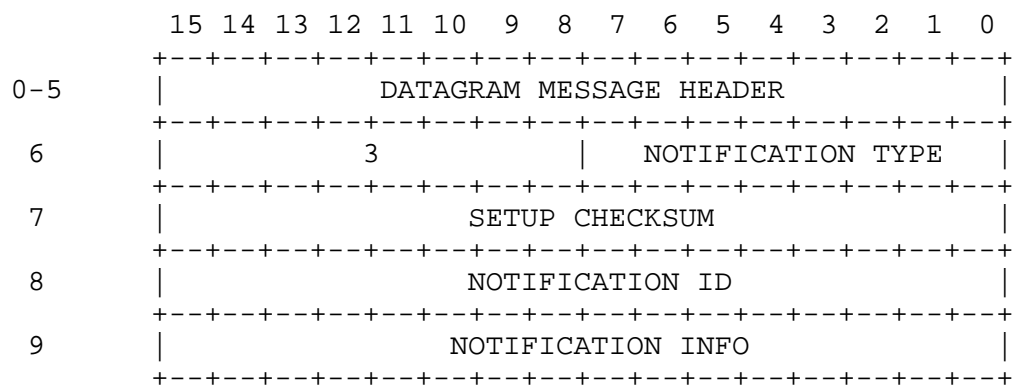 15 14 13 12 11 10 9 8 7 6 5 4 3 2 1 0
+--+--+--+--+--+--+--+--+--+--+--+--+--+--+--+--+
0-5 | DATAGRAM MESSAGE HEADER |
+--+--+--+--+--+--+--+--+--+--+--+--+--+--+--+--+
6 | 3 | NOTIFICATION TYPE |
+--+--+--+--+--+--+--+--+--+--+--+--+--+--+--+--+
7 | SETUP CHECKSUM |
+--+--+--+--+--+--+--+--+--+--+--+--+--+--+--+--+
8 | NOTIFICATION ID |
+--+--+--+--+--+--+--+--+--+--+--+--+--+--+--+--+
9 | NOTIFICATION INFO |
+--+--+--+--+--+--+--+--+--+--+--+--+--+--+--+--+